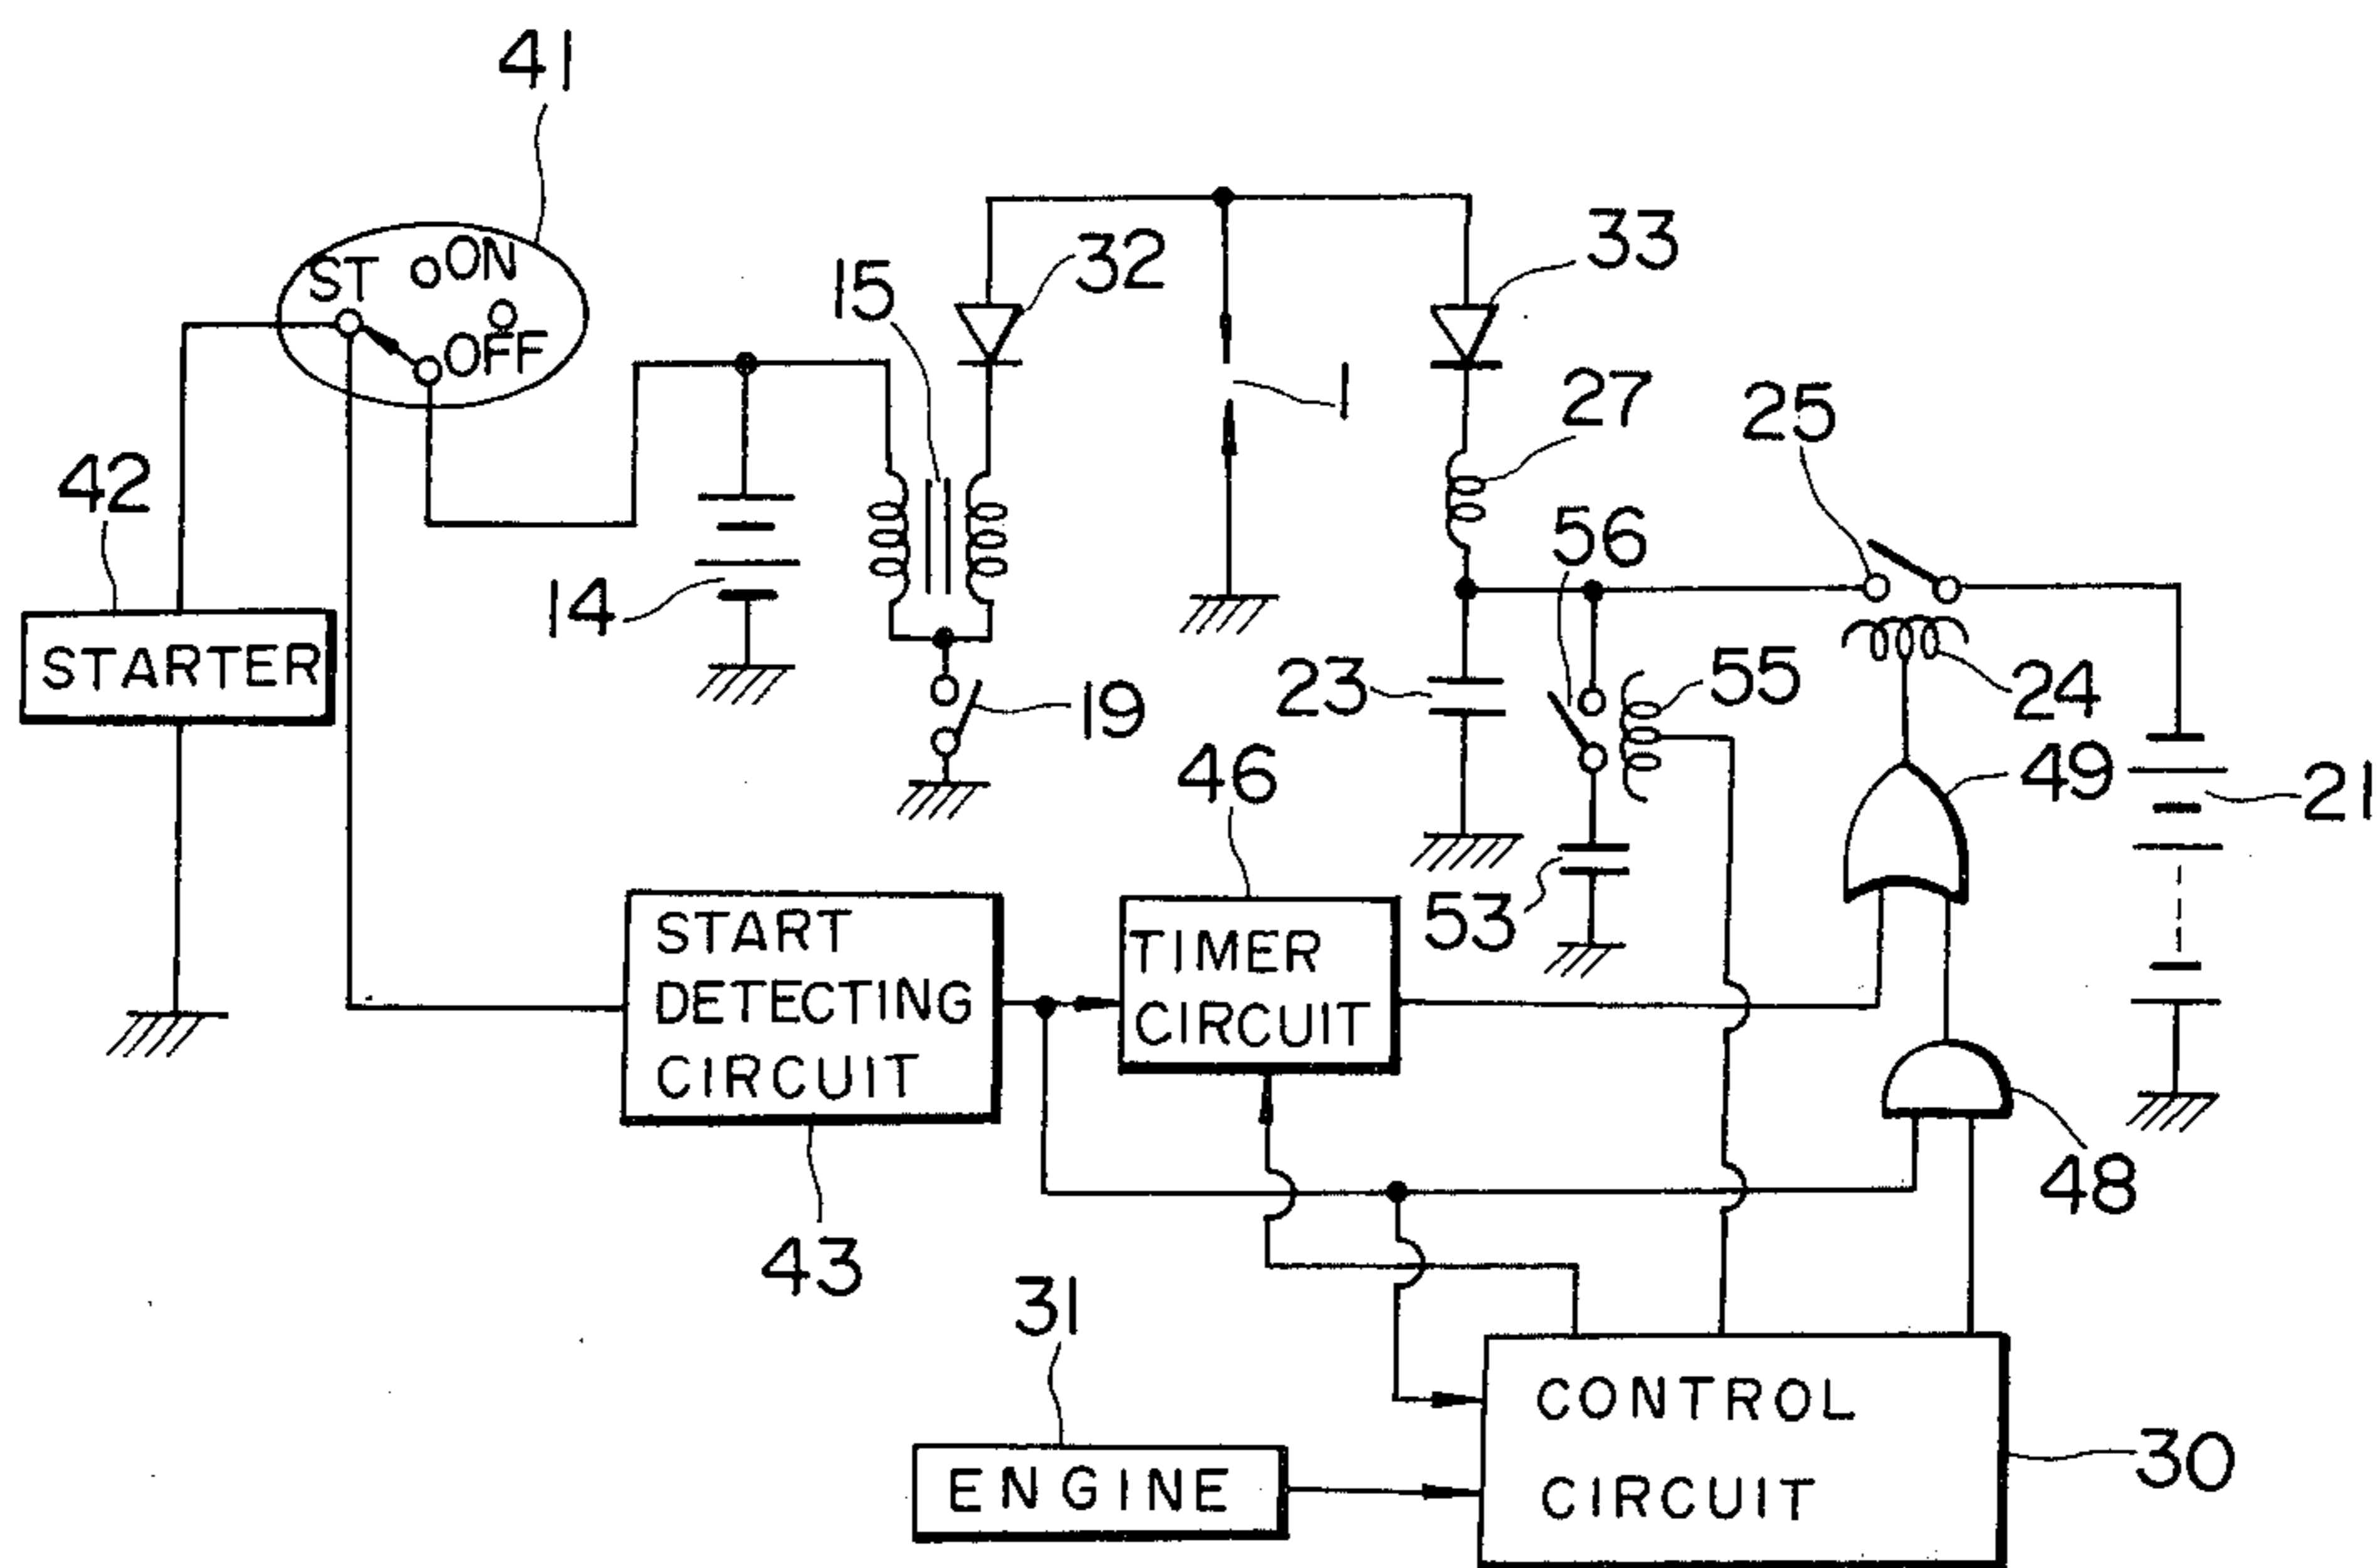 41
ST
ON
OFF
15
32
33
1
27
25
42
STARTER
14
56
19
23
55
24
49
21
46
53
START
DETECTING
CIRCUIT
TIMER
CIRCUIT
43
48
31
ENGINE
CONTROL
CIRCUIT
30